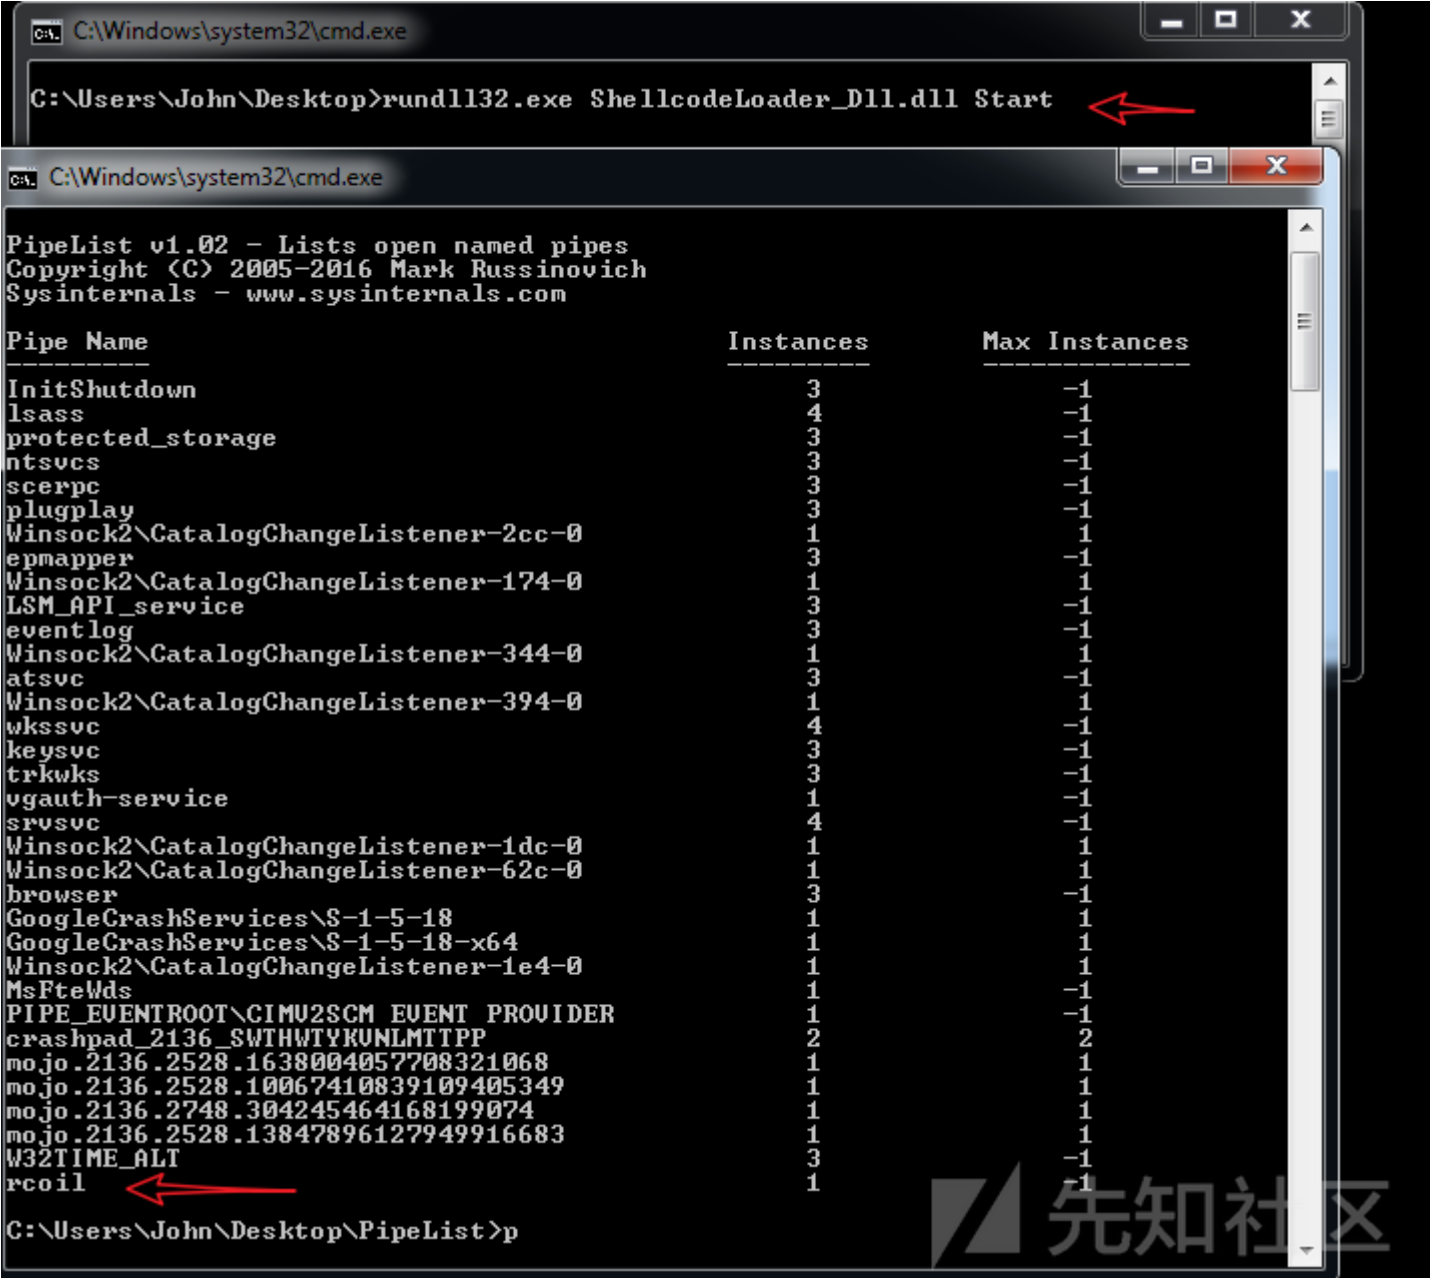 C:\Windows\system32\cmd.exe
C:\Users\John\Desktop>rundll32.exe ShellcodeLoader_Dll.dll Start
C:\Windows\system32\cmd.exe
PipeList v1.02 - Lists open named pipes
Copyright (C) 2005-2016 Mark Russinovich
Sysinternals - www.sysinternals.com
Pipe Name Instances Max Instances
--------- --------- -------------
InitShutdown 3 -1
lsass 4 -1
protected_storage 3 -1
ntsvcs 3 -1
scerpc 3 -1
plugplay 3 -1
Winsock2\CatalogChangeListener-2cc-0 1 1
epmapper 3 -1
Winsock2\CatalogChangeListener-174-0 1 1
LSM_API_service 3 -1
eventlog 3 -1
Winsock2\CatalogChangeListener-344-0 1 1
atsvc 3 -1
Winsock2\CatalogChangeListener-394-0 1 1
wkssvc 4 -1
keysvc 3 -1
trkwks 3 -1
vgauth-service 1 -1
srvsvc 4 -1
Winsock2\CatalogChangeListener-1dc-0 1 1
Winsock2\CatalogChangeListener-62c-0 1 1
browser 3 -1
GoogleCrashServices\S-1-5-18 1 1
GoogleCrashServices\S-1-5-18-x64 1 1
Winsock2\CatalogChangeListener-1e4-0 1 1
MsFteWds 1 -1
PIPE_EVENTROOT\CIMV2SCM EVENT PROVIDER 1 -1
crashpad_2136_SWTHWTYKVNLMTTPP 2 2
mojo.2136.2528.16380040577083210​68 1 1
mojo.2136.2528.10067410839109405349 1 1
mojo.2136.2748.304245464168199074 1 1
mojo.2136.2528.13847896127949916683 1 1
W32TIME_ALT 3 -1
rcoil 1 -1
C:\Users\John\Desktop\PipeList>p
先知社区